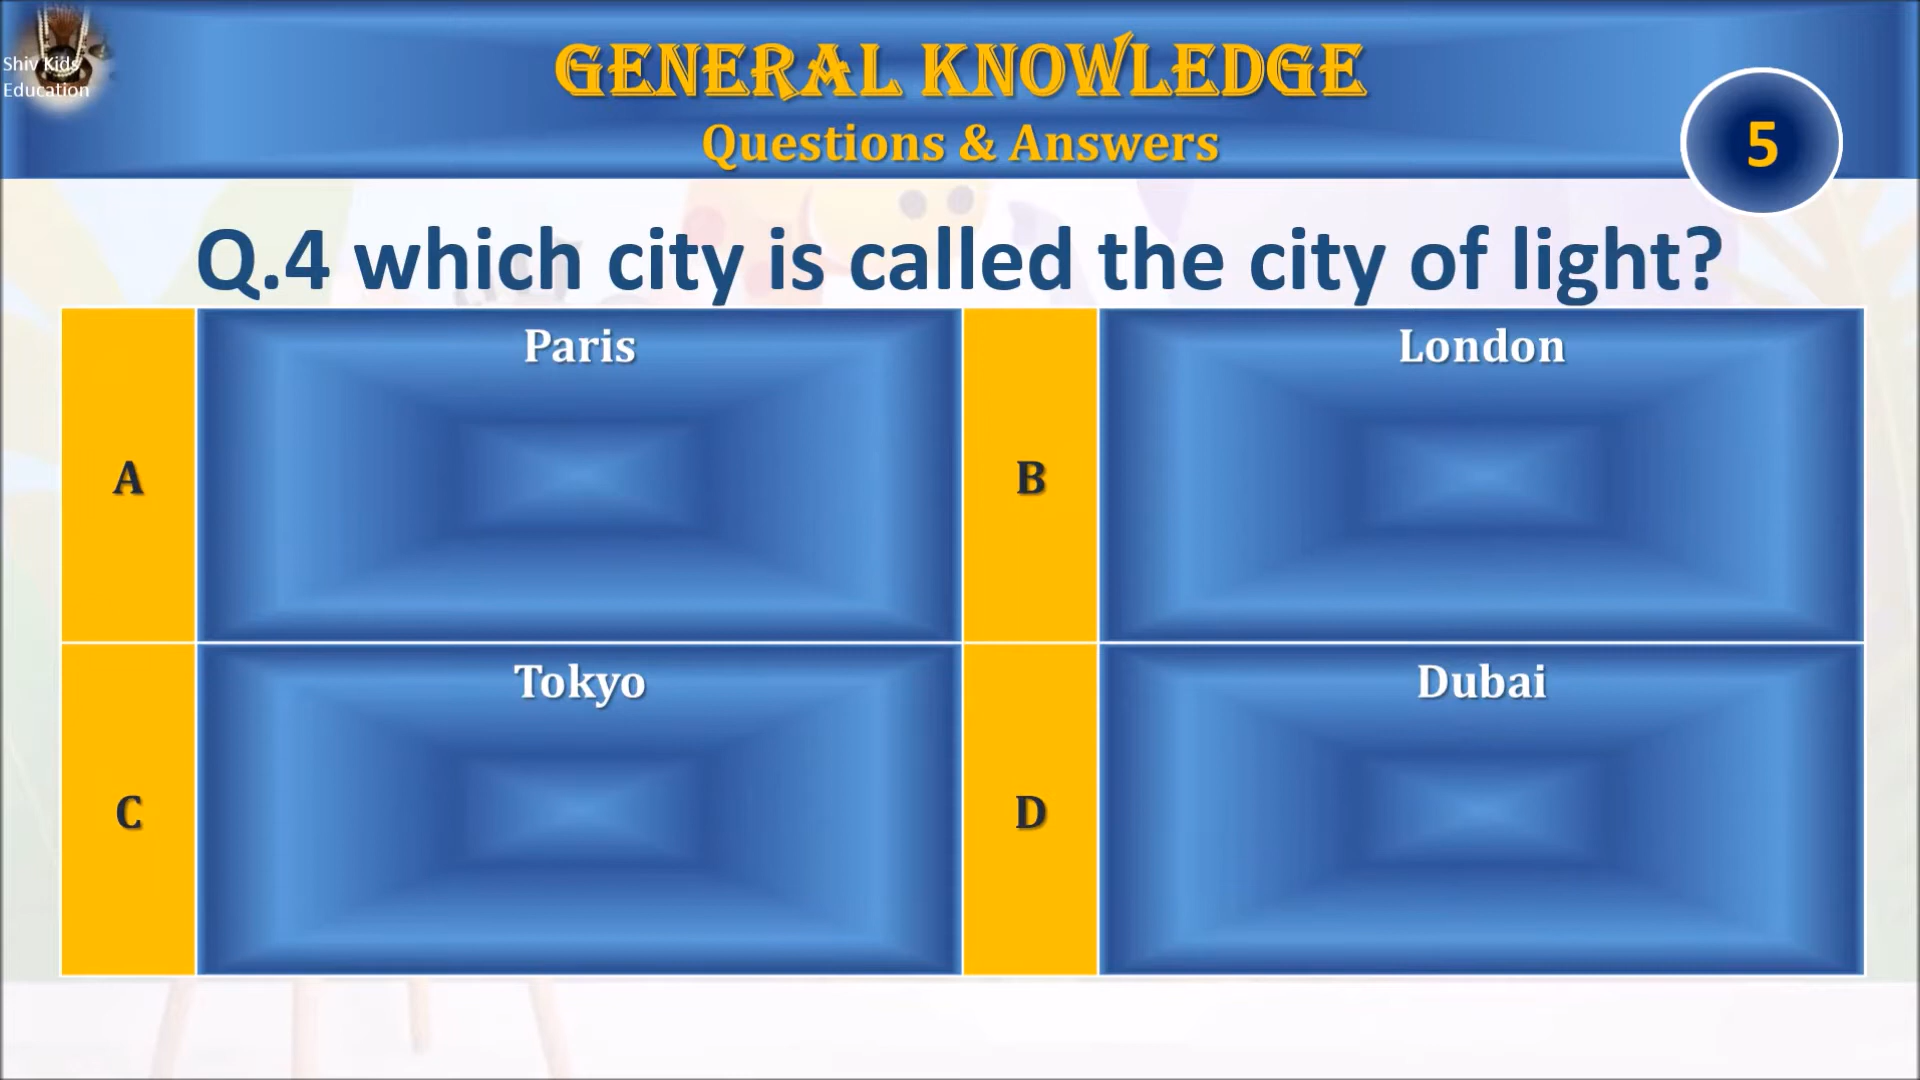 Shiv Kids
Education
GENERAL KNOWLEDGE
Questions & Answers
5
Q.4 which city is called the city of light?
A
Paris
B
London
C
Tokyo
D
Dubai